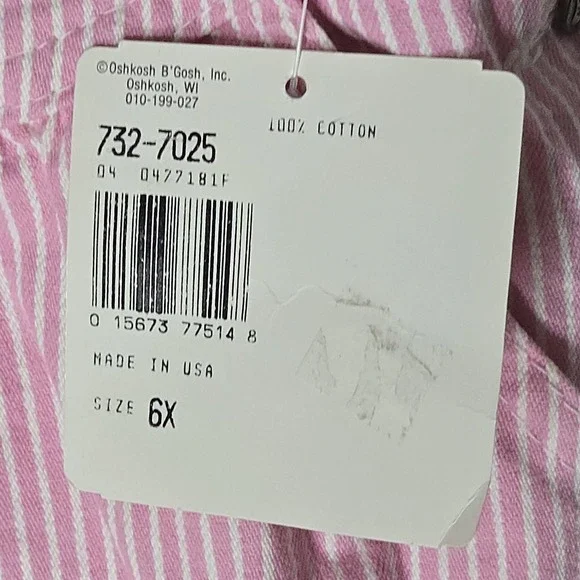 ©Oshkosh B'Gosh, Inc.
Oshkosh, WI
010-199-027
100% COTTON
732-7025
04 0477181F
0 15673 77514 8
MADE IN USA
SIZE 6X